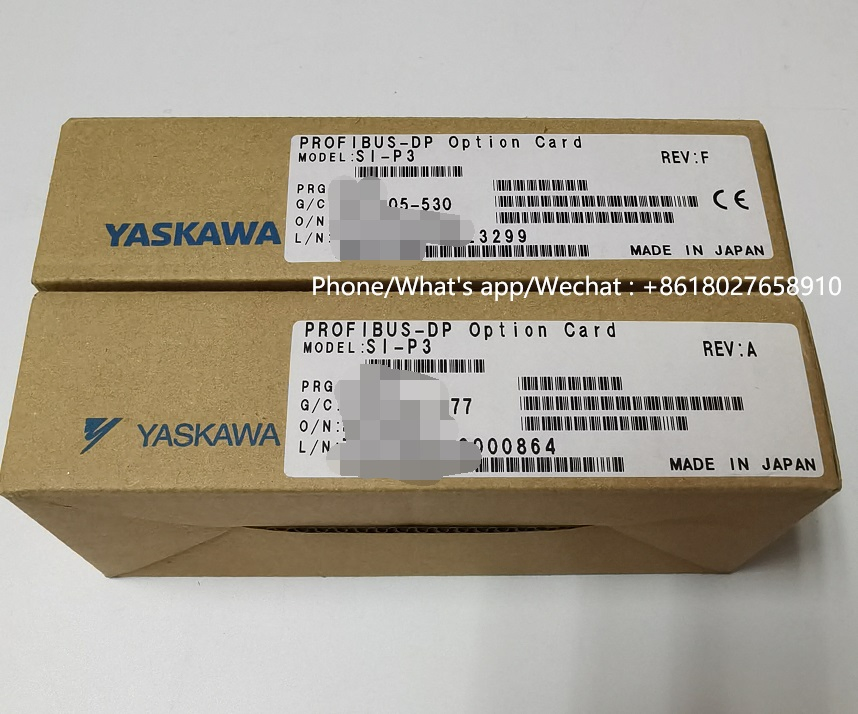 PROFIBUS-DP Option Card
MODEL:SI-P3
REV:F
PRG
G/C 05-530
O/N
L/N: 3299
CE
MADE IN JAPAN
YASKAWA
Phone/What's app/Wechat : +8618027658910
PROFIBUS-DP Option Card
MODEL:SI-P3
REV:A
PRG
G/C. 77
O/N:
L/N: 000864
MADE IN JAPAN
YASKAWA